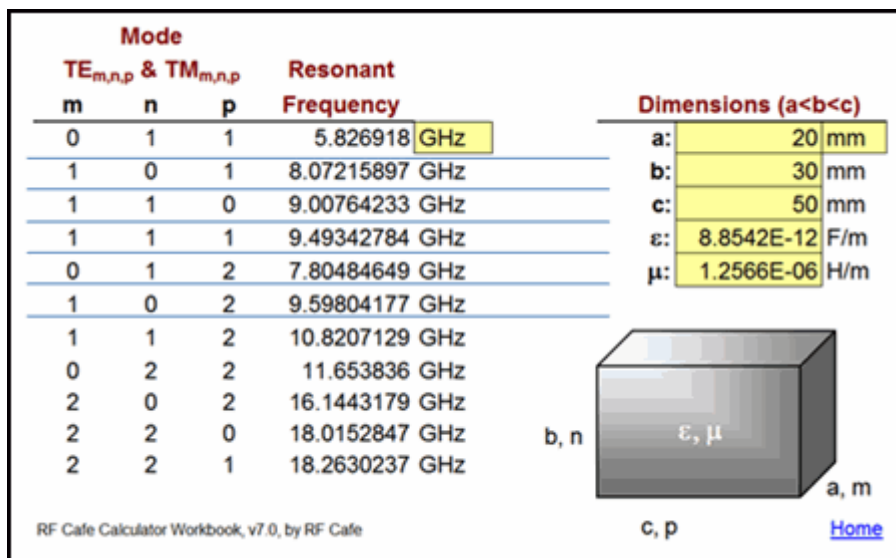 Mode
TEm,n,p & TMm,n,p Resonant
m n p Frequency Dimensions (a<b<c)
0 1 1 5.826918 GHz a: 20 mm
1 0 1 8.07215897 GHz b: 30 mm
1 1 0 9.00764233 GHz c: 50 mm
1 1 1 9.49342784 GHz ε: 8.8542E-12 F/m
0 1 2 7.80484649 GHz μ: 1.2566E-06 H/m
1 0 2 9.59804177 GHz
1 1 2 10.8207129 GHz
0 2 2 11.653836 GHz
2 0 2 16.1443179 GHz
2 2 0 18.0152847 GHz b, n ε, μ
2 2 1 18.2630237 GHz
a, m
RF Cafe Calculator Workbook, v7.0, by RF Cafe c, p Home